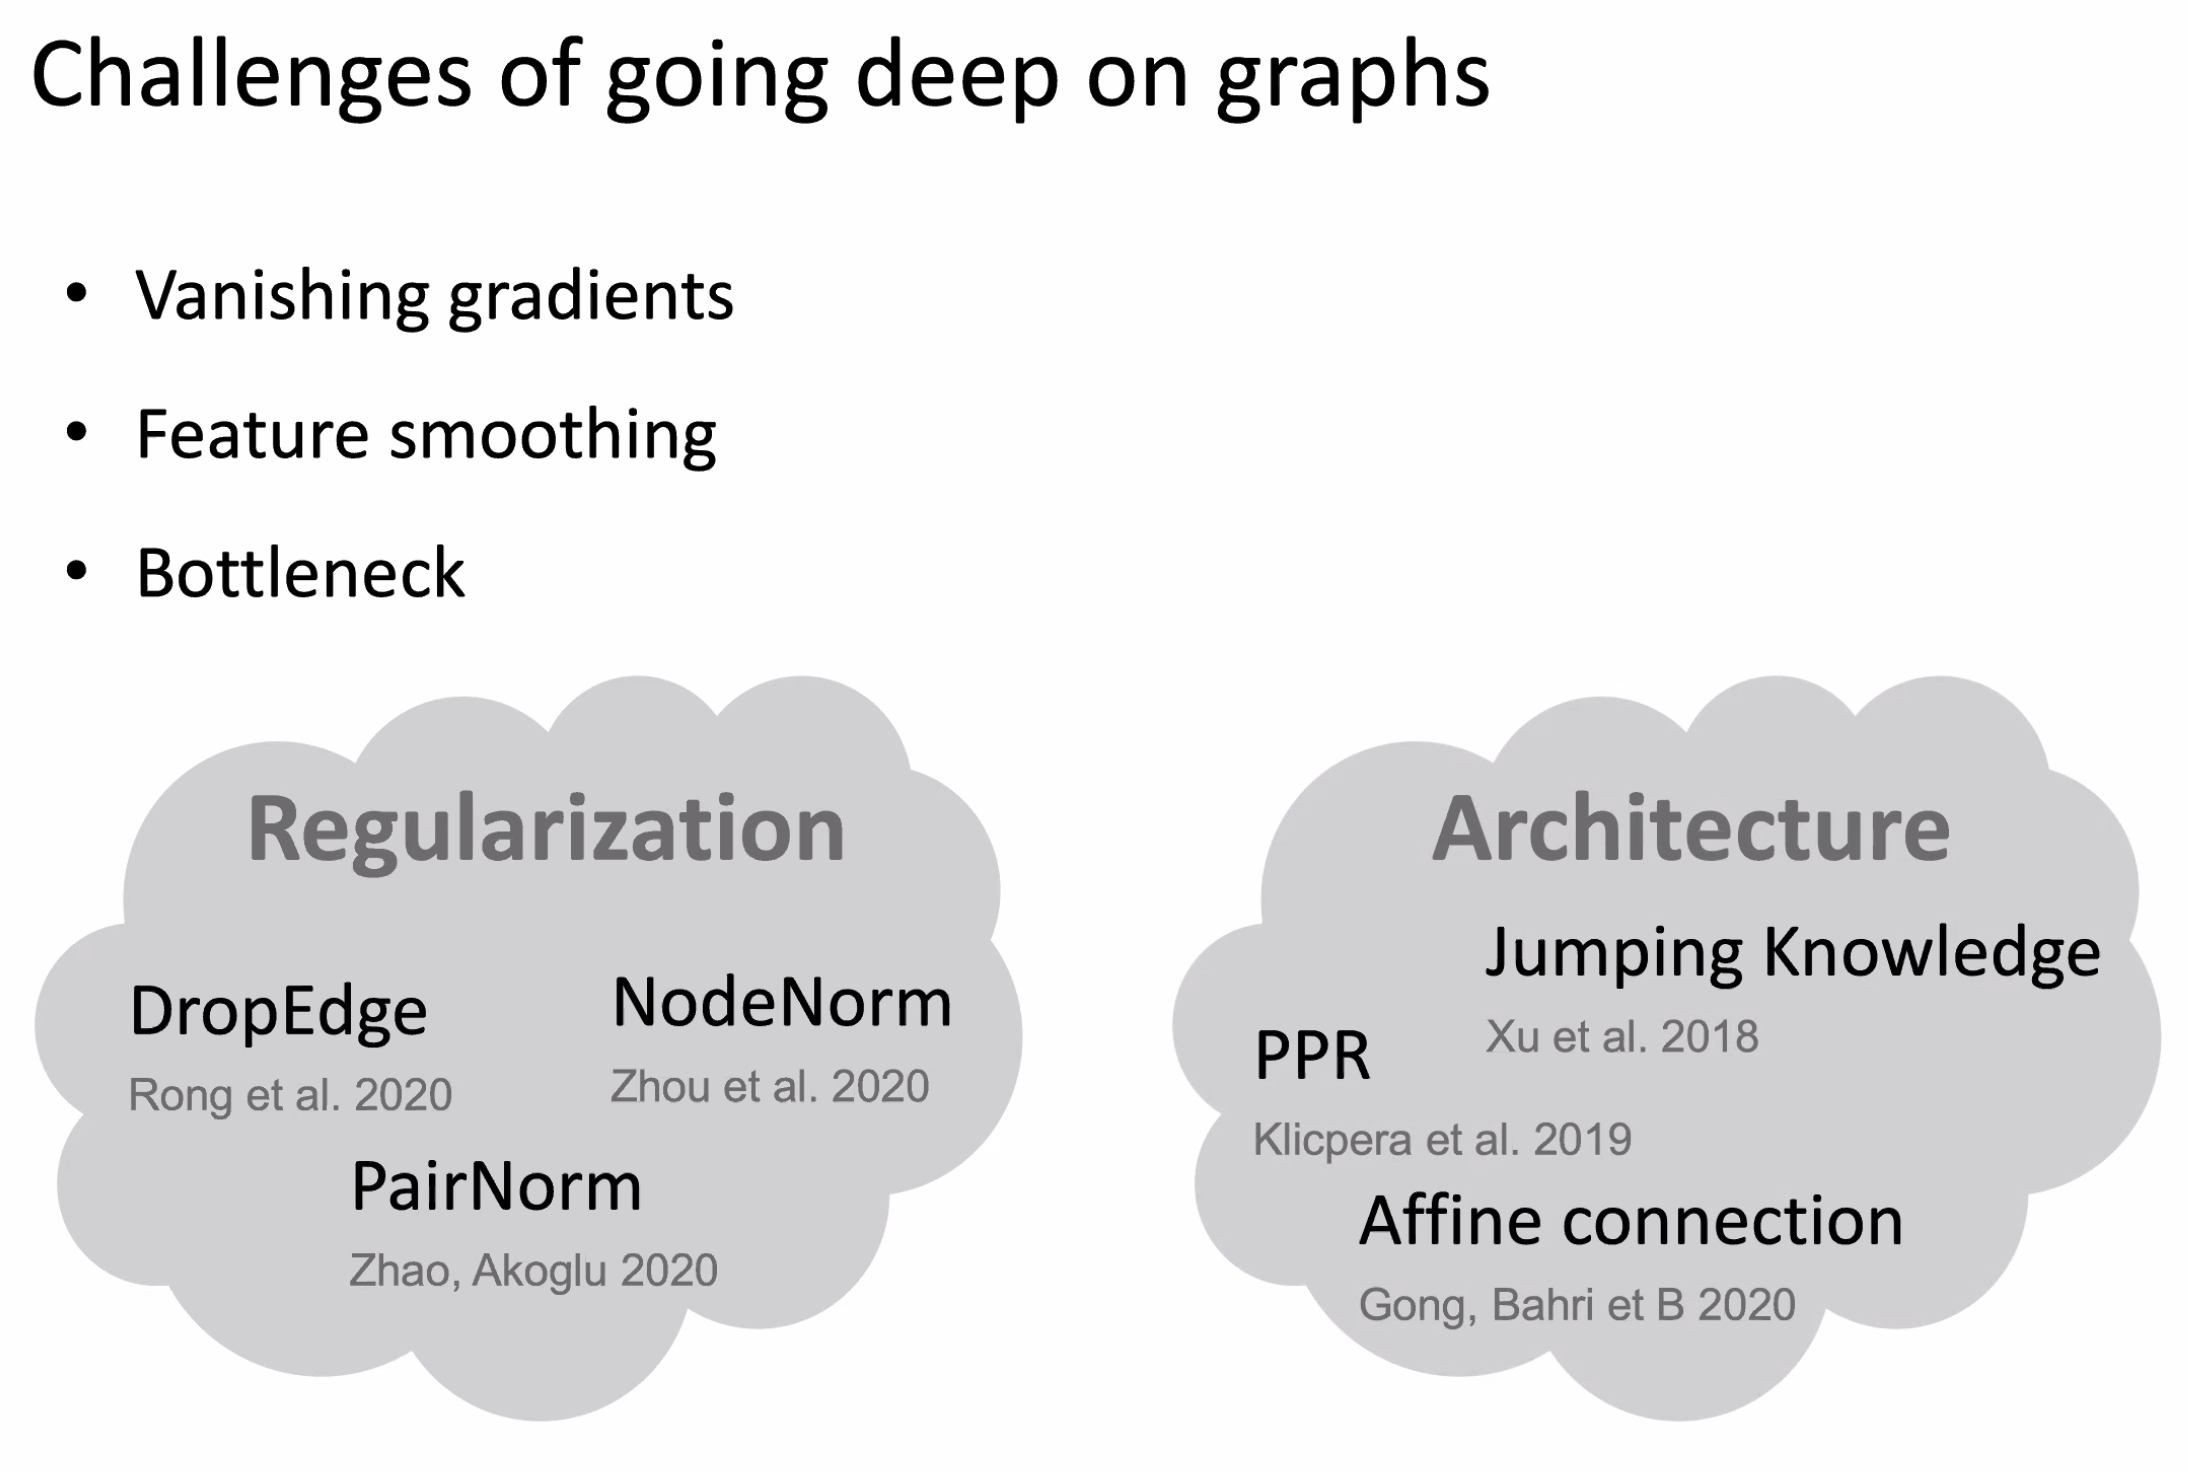 Challenges of going deep on graphs
• Vanishing gradients
• Feature smoothing
• Bottleneck
Regularization
DropEdge
Rong et al. 2020
NodeNorm
Zhou et al. 2020
PairNorm
Zhao, Akoglu 2020
Architecture
Jumping Knowledge
Xu et al. 2018
PPR
Klicpera et al. 2019
Affine connection
Gong, Bahri et B 2020